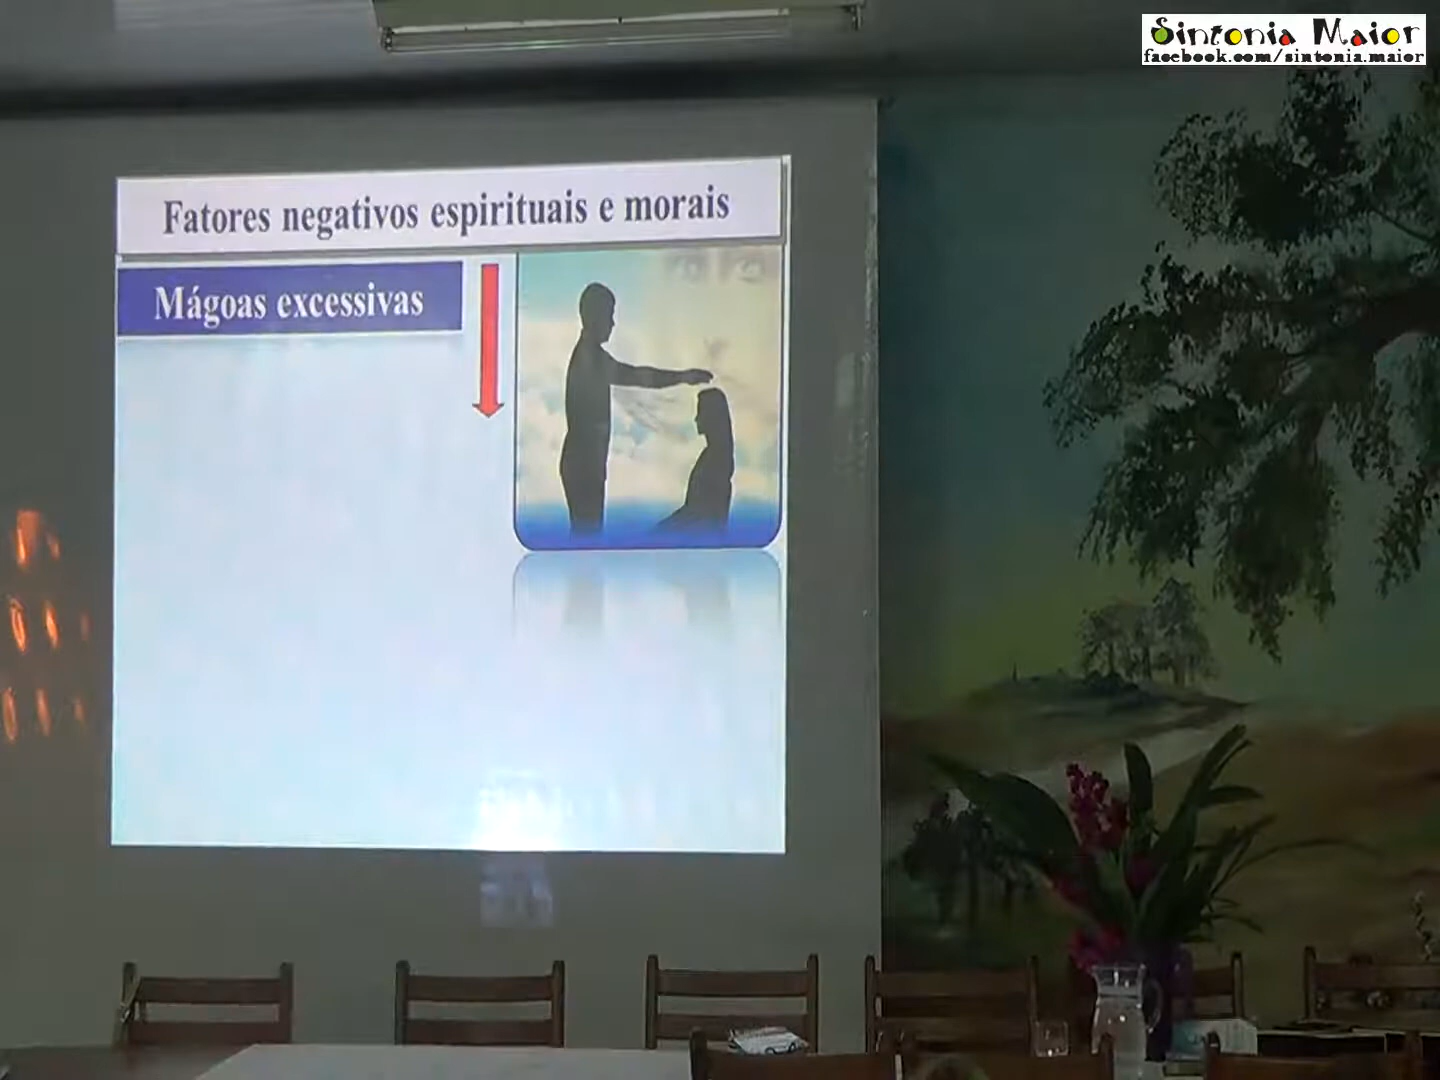 Sintonia Maior
facebook.com/sintonia.maior
Fatores negativos espirituais e morais
Mágoas excessivas